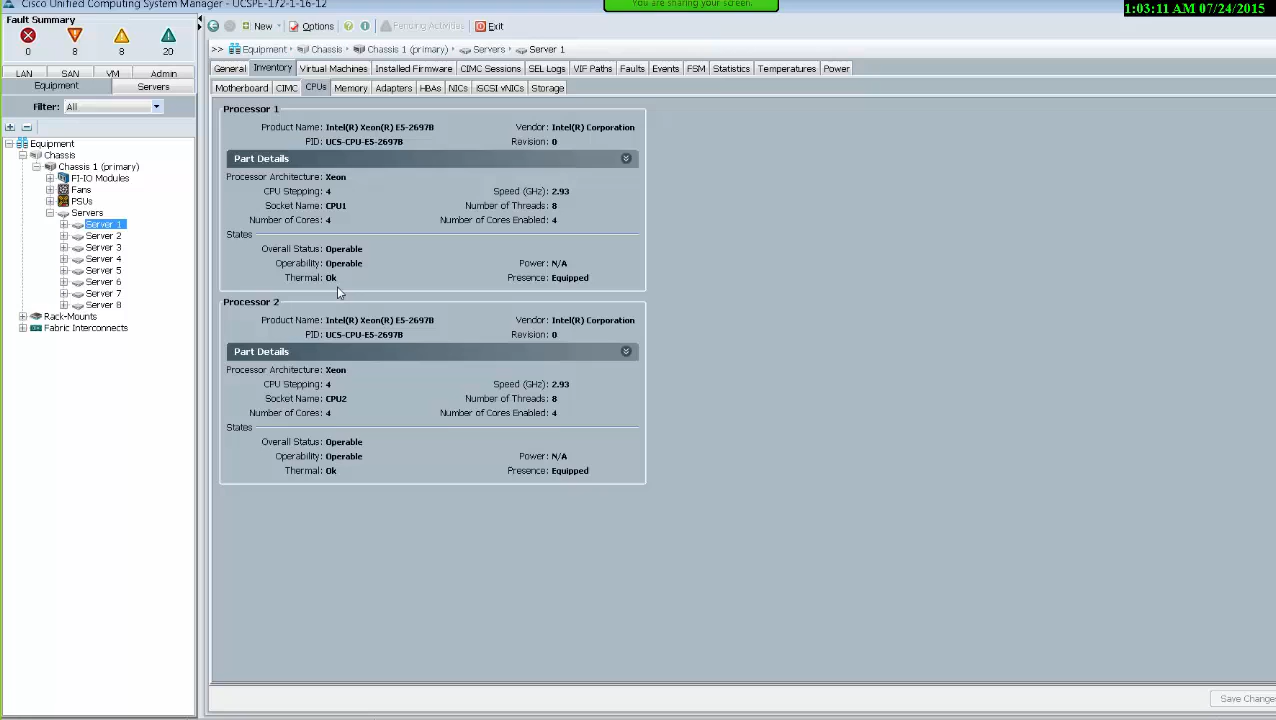 Cisco Unified Computing System Manager - UCSPE-172-1-16-12
You are sharing your screen.
1:03:11 AM 07/24/2015
Fault Summary
0 8 8 20
New Options Pending Activities Exit
>> Equipment Chassis Chassis 1 (primary) Servers Server 1
General Inventory Virtual Machines Installed Firmware CIMC Sessions SEL Logs VIF Paths Faults Events FSM Statistics Temperatures Power
Motherboard CIMC CPUs Memory Adapters HBAs NICs iSCSI vNICs Storage
LAN SAN VM Admin
Equipment Servers
Filter: All
Equipment
Chassis
Chassis 1 (primary)
FI-IO Modules
Fans
PSUs
Servers
Server 1
Server 2
Server 3
Server 4
Server 5
Server 6
Server 7
Server 8
Rack-Mounts
Fabric Interconnects
Processor 1
Product Name: Intel(R) Xeon(R) E5-2697B Vendor: Intel(R) Corporation
PID: UCS-CPU-E5-2697B Revision: 0
Part Details
Processor Architecture: Xeon
CPU Stepping: 4 Speed (GHz): 2.93
Socket Name: CPU1 Number of Threads: 8
Number of Cores: 4 Number of Cores Enabled: 4
States
Overall Status: Operable
Operability: Operable Power: N/A
Thermal: Ok Presence: Equipped
Processor 2
Product Name: Intel(R) Xeon(R) E5-2697B Vendor: Intel(R) Corporation
PID: UCS-CPU-E5-2697B Revision: 0
Part Details
Processor Architecture: Xeon
CPU Stepping: 4 Speed (GHz): 2.93
Socket Name: CPU2 Number of Threads: 8
Number of Cores: 4 Number of Cores Enabled: 4
States
Overall Status: Operable
Operability: Operable Power: N/A
Thermal: Ok Presence: Equipped
Save Change